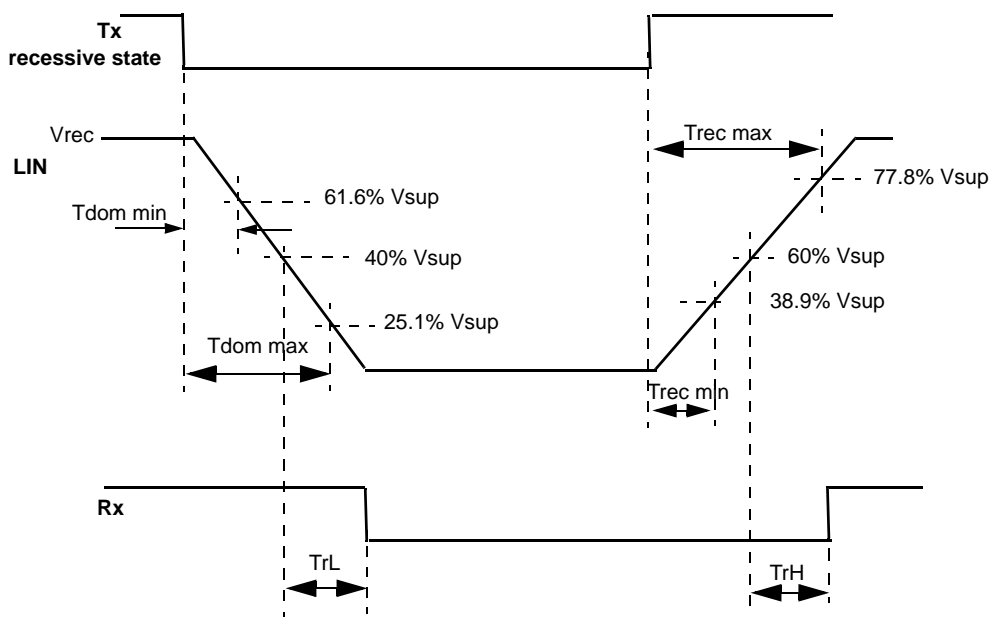 Tx
recessive state
Vrec
LIN
Trec max
77.8% Vsup
61.6% Vsup
Tdom min
40% Vsup
60% Vsup
38.9% Vsup
25.1% Vsup
Tdom max
Trec min
Rx
TrL
TrH